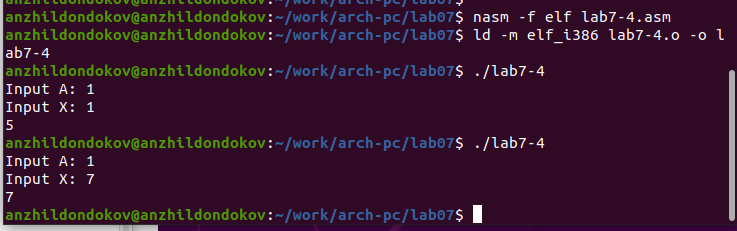 anzhildondokov@anzhildondokov:~/work/arch-pc/lab07$ nasm -f elf lab7-4.asm
anzhildondokov@anzhildondokov:~/work/arch-pc/lab07$ ld -m elf_i386 lab7-4.o -o l
ab7-4
anzhildondokov@anzhildondokov:~/work/arch-pc/lab07$ ./lab7-4
Input A: 1
Input X: 1
5
anzhildondokov@anzhildondokov:~/work/arch-pc/lab07$ ./lab7-4
Input A: 1
Input X: 7
7
anzhildondokov@anzhildondokov:~/work/arch-pc/lab07$